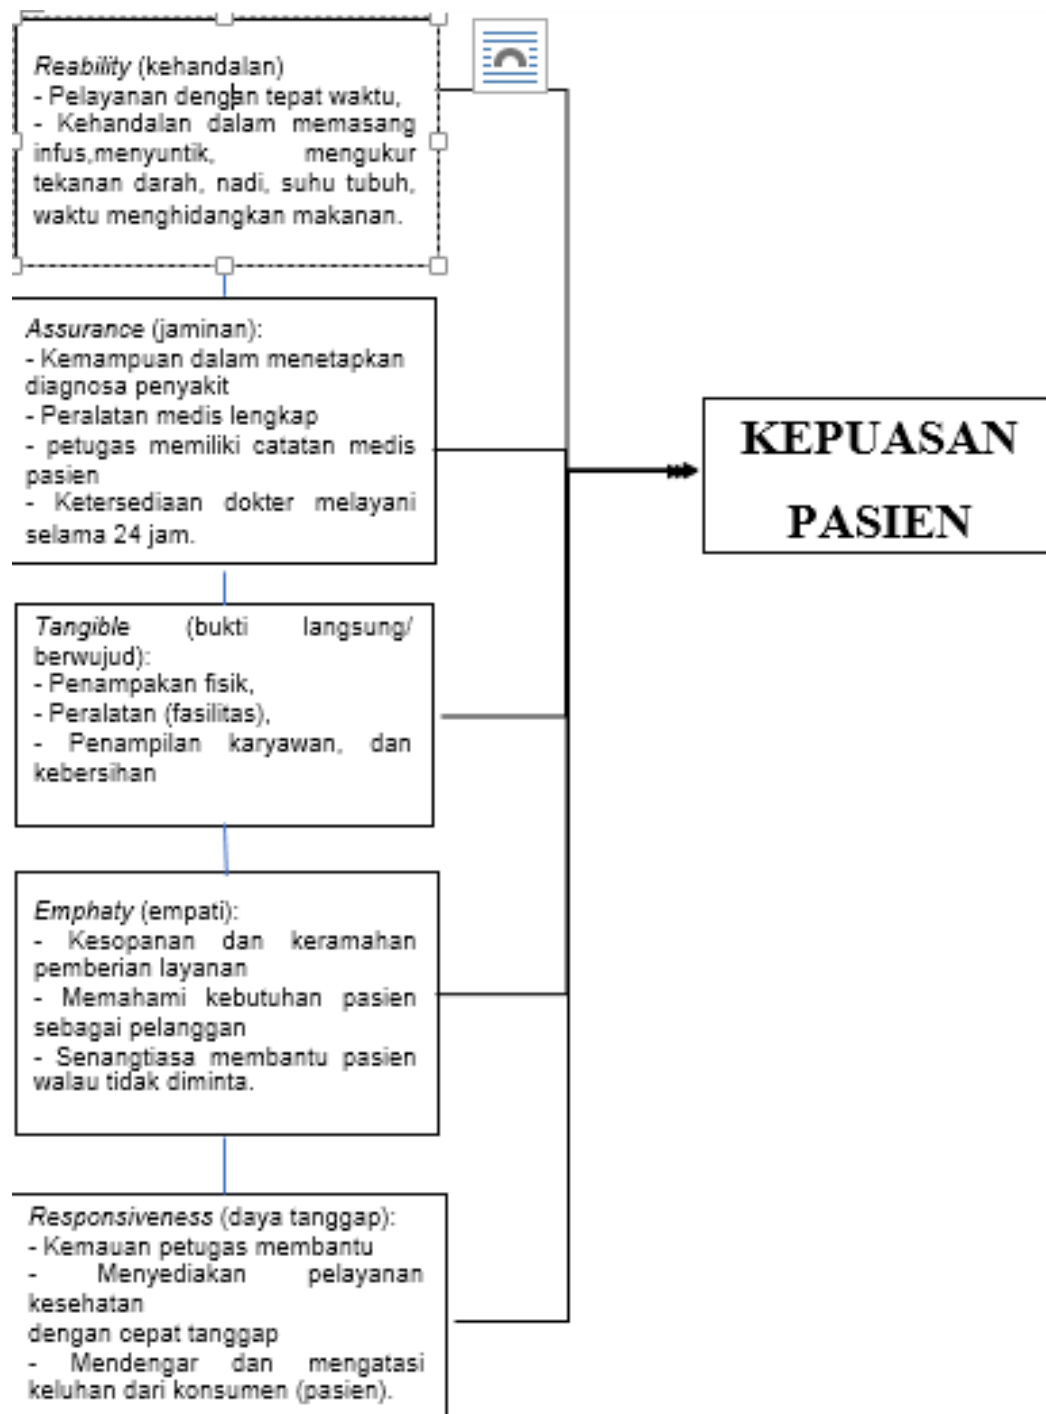 Reability (kehandalan)
- Pelayanan dengan tepat waktu,
- Kehandalan dalam memasang
infus,menyuntik, mengukur
tekanan darah, nadi, suhu tubuh,
waktu menghidangkan makanan.
Assurance (jaminan):
- Kemampuan dalam menetapkan
diagnosa penyakit
- Peralatan medis lengkap
- petugas memiliki catatan medis
pasien
- Ketersediaan dokter melayani
selama 24 jam.
Tangible (bukti langsung/
berwujud):
- Penampakan fisik,
- Peralatan (fasilitas),
- Penampilan karyawan, dan
kebersihan
Emphaty (empati):
- Kesopanan dan keramahan
pemberian layanan
- Memahami kebutuhan pasien
sebagai pelanggan
- Senangtiasa membantu pasien
walau tidak diminta.
Responsiveness (daya tanggap):
- Kemauan petugas membantu
- Menyediakan pelayanan
kesehatan
dengan cepat tanggap
- Mendengar dan mengatasi
keluhan dari konsumen (pasien).
KEPUASAN
PASIEN